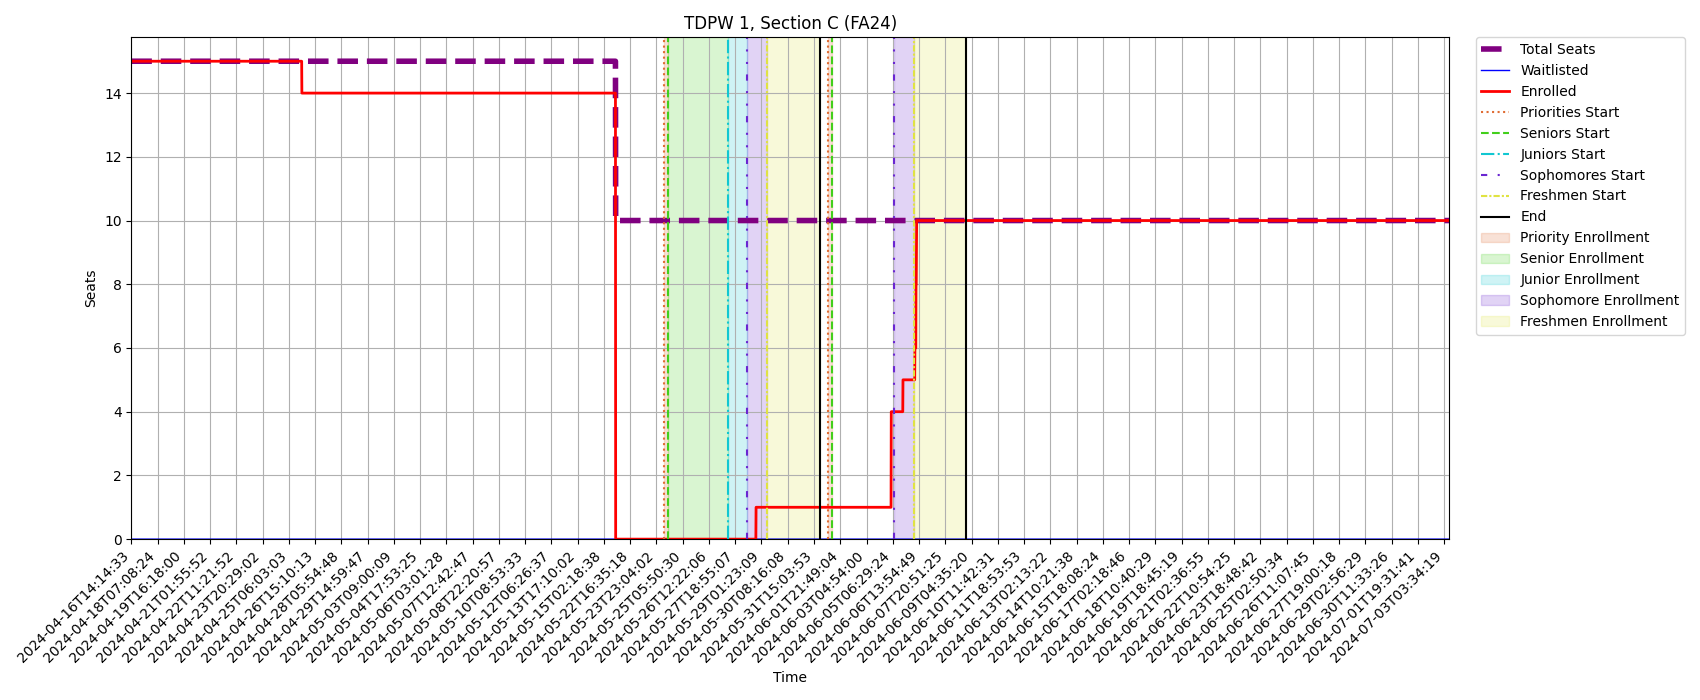 TDPW 1, Section C (FA24)
Seats
14
12
10
8
6
4
2
0
2024-04-16T14:14:33
2024-04-18T07:08:24
2024-04-19T16:18:00
2024-04-21T01:55:52
2024-04-22T11:21:52
2024-04-23T20:29:02
2024-04-25T06:03:03
2024-04-26T15:10:13
2024-04-28T05:54:48
2024-04-29T14:59:47
2024-05-03T09:00:09
2024-05-04T17:53:25
2024-05-06T03:01:28
2024-05-07T12:42:47
2024-05-08T22:20:57
2024-05-10T08:53:33
2024-05-12T06:26:37
2024-05-13T17:10:02
2024-05-15T02:18:38
2024-05-22T16:35:18
2024-05-23T23:04:02
2024-05-25T05:50:30
2024-05-26T12:22:06
2024-05-27T18:55:07
2024-05-29T01:23:09
2024-05-30T08:16:08
2024-05-31T15:03:53
2024-06-01T21:49:04
2024-06-03T04:54:00
2024-06-05T06:29:24
2024-06-06T13:54:49
2024-06-07T20:51:25
2024-06-09T04:35:20
2024-06-10T11:42:31
2024-06-11T18:53:53
2024-06-13T02:13:22
2024-06-14T10:21:38
2024-06-15T18:08:24
2024-06-17T02:18:46
2024-06-18T10:40:29
2024-06-19T18:45:19
2024-06-21T02:36:55
2024-06-22T10:54:25
2024-06-23T18:48:42
2024-06-25T02:50:34
2024-06-26T11:07:45
2024-06-27T19:00:18
2024-06-29T02:56:29
2024-06-30T11:33:26
2024-07-01T19:31:41
2024-07-03T03:34:19
Time
Total Seats
Waitlisted
Enrolled
Priorities Start
Seniors Start
Juniors Start
Sophomores Start
Freshmen Start
End
Priority Enrollment
Senior Enrollment
Junior Enrollment
Sophomore Enrollment
Freshmen Enrollment